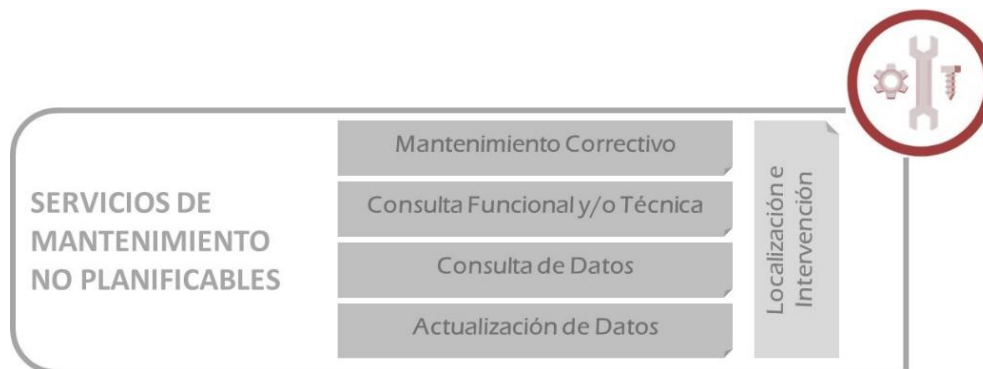 SERVICIOS DE
MANTENIMIENTO
NO PLANIFICABLES
Mantenimiento Correctivo
Consulta Funcional y/o Técnica
Consulta de Datos
Actualización de Datos
Localización e
Intervención